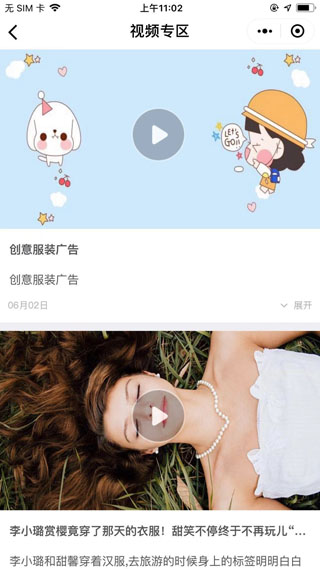 无 SIM 卡
上午11:02
视频专区
LET'S
GO!
创意服装广告
创意服装广告
06月02日
展开
李小璐赏樱竟穿了那天的衣服！甜笑不停终于不再玩儿“…
李小璐和甜馨穿着汉服,去旅游的时候身上的标签明明白白